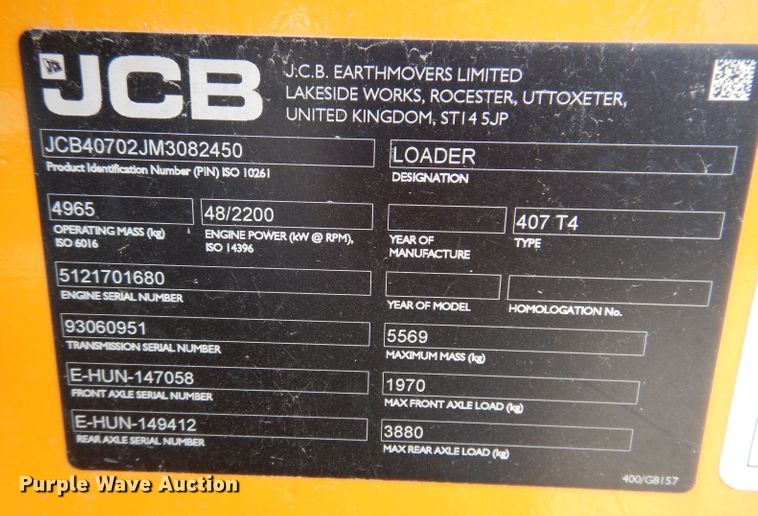 JCB
J.C.B. EARTHMOVERS LIMITED
LAKESIDE WORKS, ROCESTER, UTTOXETER,
UNITED KINGDOM, ST14 5JP
JCB40702JM3082450
Product Identification Number (PIN) ISO 10261
LOADER
DESIGNATION
4965
OPERATING MASS (kg)
ISO 6016
48/2200
ENGINE POWER (kW @ RPM),
ISO 14396
YEAR OF
MANUFACTURE
407 T4
TYPE
5121701680
ENGINE SERIAL NUMBER
YEAR OF MODEL
HOMOLOGATION No.
93060951
TRANSMISSION SERIAL NUMBER
5569
MAXIMUM MASS (kg)
E-HUN-147058
FRONT AXLE SERIAL NUMBER
1970
MAX FRONT AXLE LOAD (kg)
E-HUN-149412
REAR AXLE SERIAL NUMBER
3880
MAX REAR AXLE LOAD (kg)
400/G8157
Purple Wave Auction